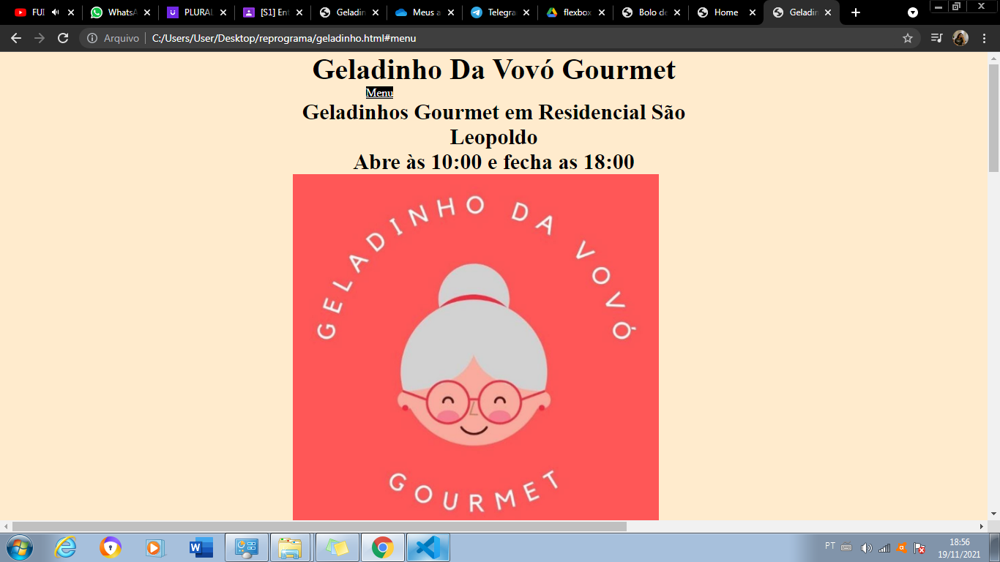 FUI
WhatsA
PLURAL
[S1] Ent
Geladin
Meus a
Telegra
flexbox
Bolo de
Home
Geladin
Arquivo
C:/Users/User/Desktop/reprograma/geladinho.html#menu
Geladinho Da Vovó Gourmet
Menu
Geladinhos Gourmet em Residencial São
Leopoldo
Abre às 10:00 e fecha as 18:00
GELADINHO DA VOVÓ
GOURMET
PT
18:56
19/11/2021